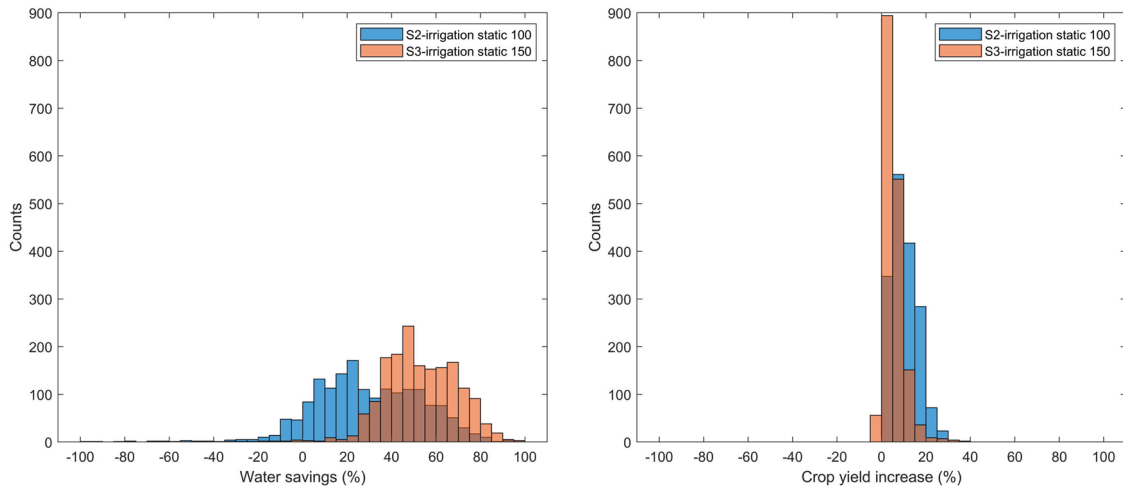 900
800
700
600
500
400
300
200
100
0
Counts
-100 -80 -60 -40 -20 0 20 40 60 80 100
Water savings (%)
S2-irrigation static 100
S3-irrigation static 150
900
800
700
600
500
400
300
200
100
0
Counts
-100 -80 -60 -40 -20 0 20 40 60 80 100
Crop yield increase (%)
S2-irrigation static 100
S3-irrigation static 150